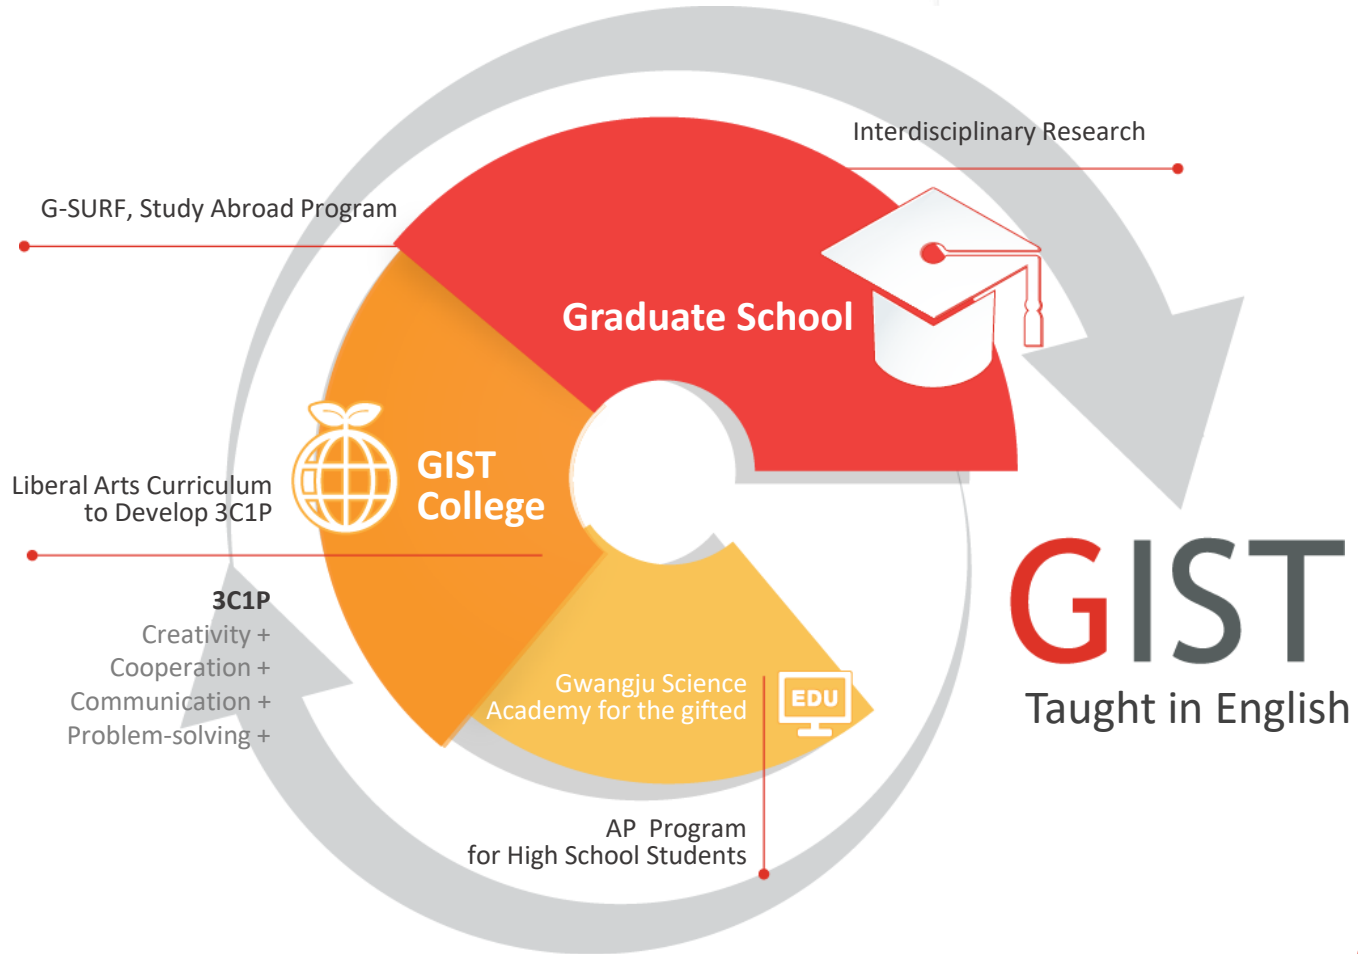 Interdisciplinary Research
G-SURF, Study Abroad Program
Graduate School
GIST
College
Liberal Arts Curriculum
to Develop 3C1P
3C1P
Creativity +
Cooperation +
Communication +
Problem-solving +
Gwangju Science
Academy for the gifted
EDU
AP Program
for High School Students
GIST
Taught in English